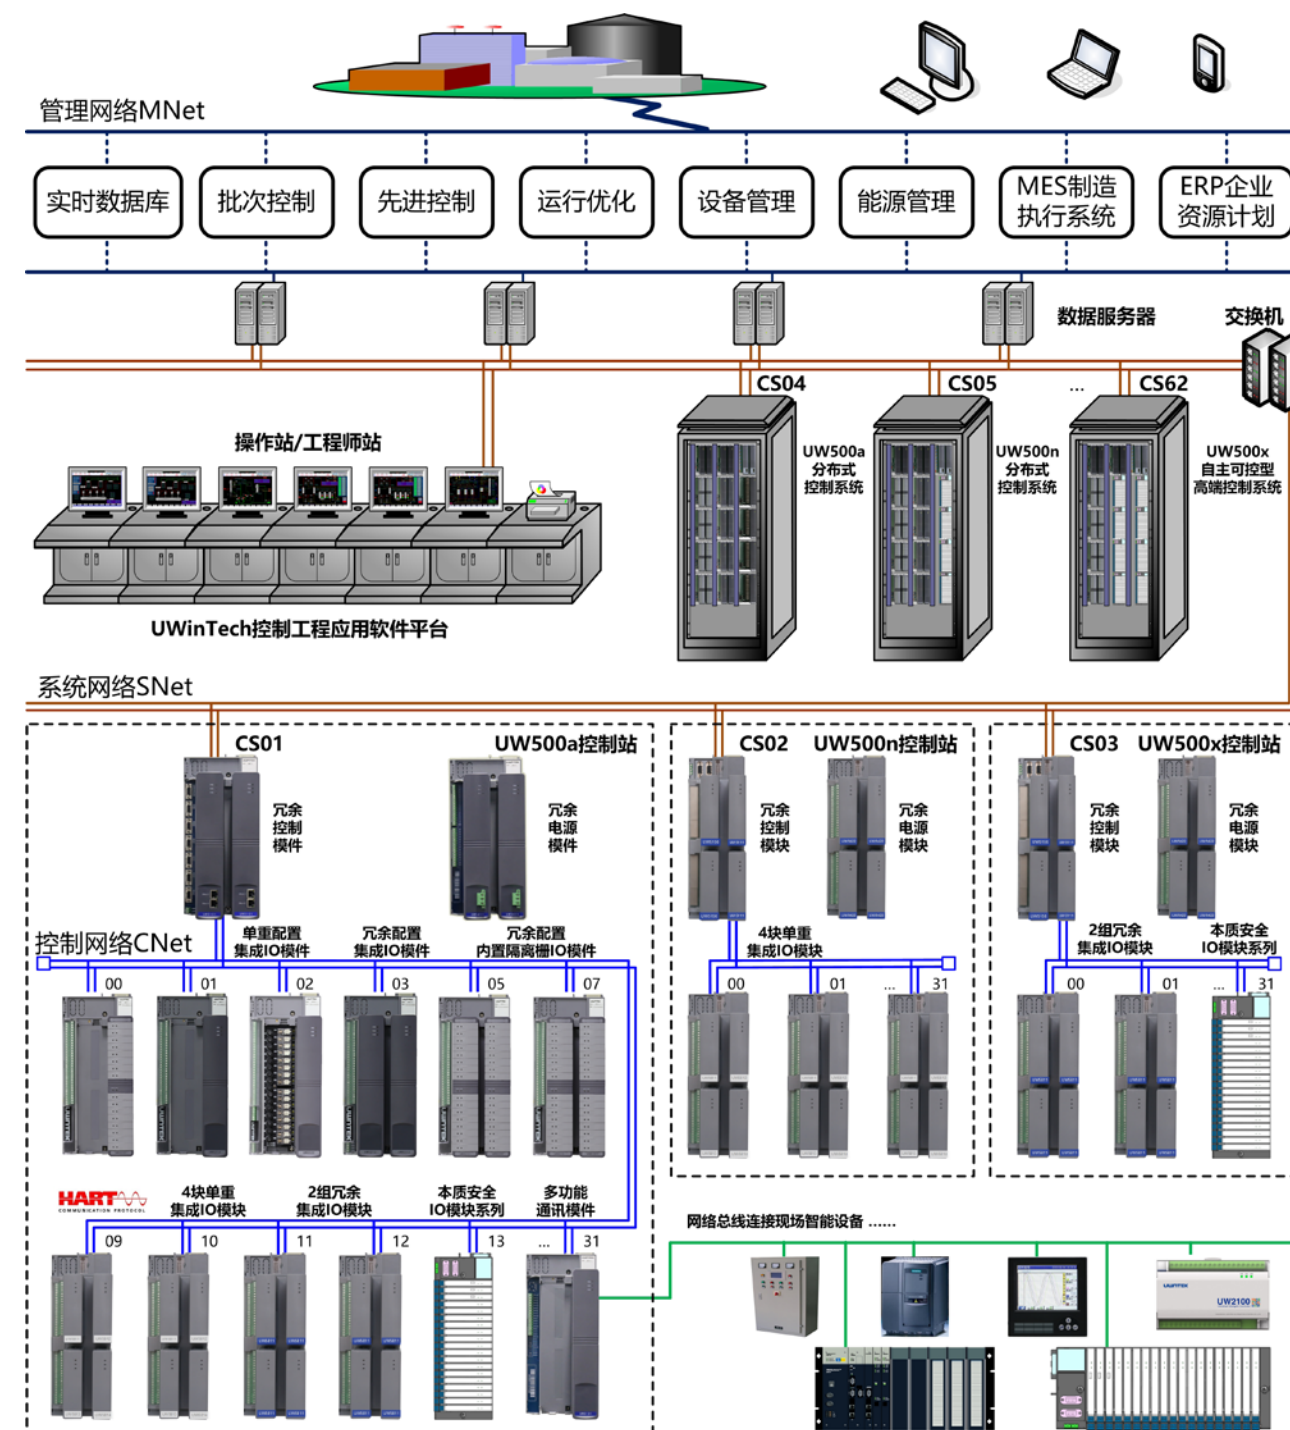 管理网络MNet
实时数据库
批次控制
先进控制
运行优化
设备管理
能源管理
MES制造
执行系统
ERP企业
资源计划
数据服务器
交换机
CS04
CS05
...
CS62
操作站/工程师站
UW500a
分布式
控制系统
UW500n
分布式
控制系统
UW500x
自主可控型
高端控制系统
UWinTech控制工程应用软件平台
系统网络SNet
CS01
UW500a控制站
冗余
控制
模件
冗余
电源
模件
CS02
UW500n控制站
冗余
控制
模块
冗余
电源
模块
CS03
UW500x控制站
冗余
控制
模块
冗余
电源
模块
控制网络CNet
单重配置
集成IO模件
冗余配置
集成IO模件
冗余配置
内置隔离栅IO模件
00
01
02
03
05
07
4块单重
集成IO模块
00
01
...
31
2组冗余
集成IO模块
本质安全
IO模块系列
00
01
...
31
HART
COMMUNICATION PROTOCOL
4块单重
集成IO模块
2组冗余
集成IO模块
本质安全
IO模块系列
多功能
通讯模件
09
10
11
12
13
...
31
网络总线连接现场智能设备 ......
UW2100